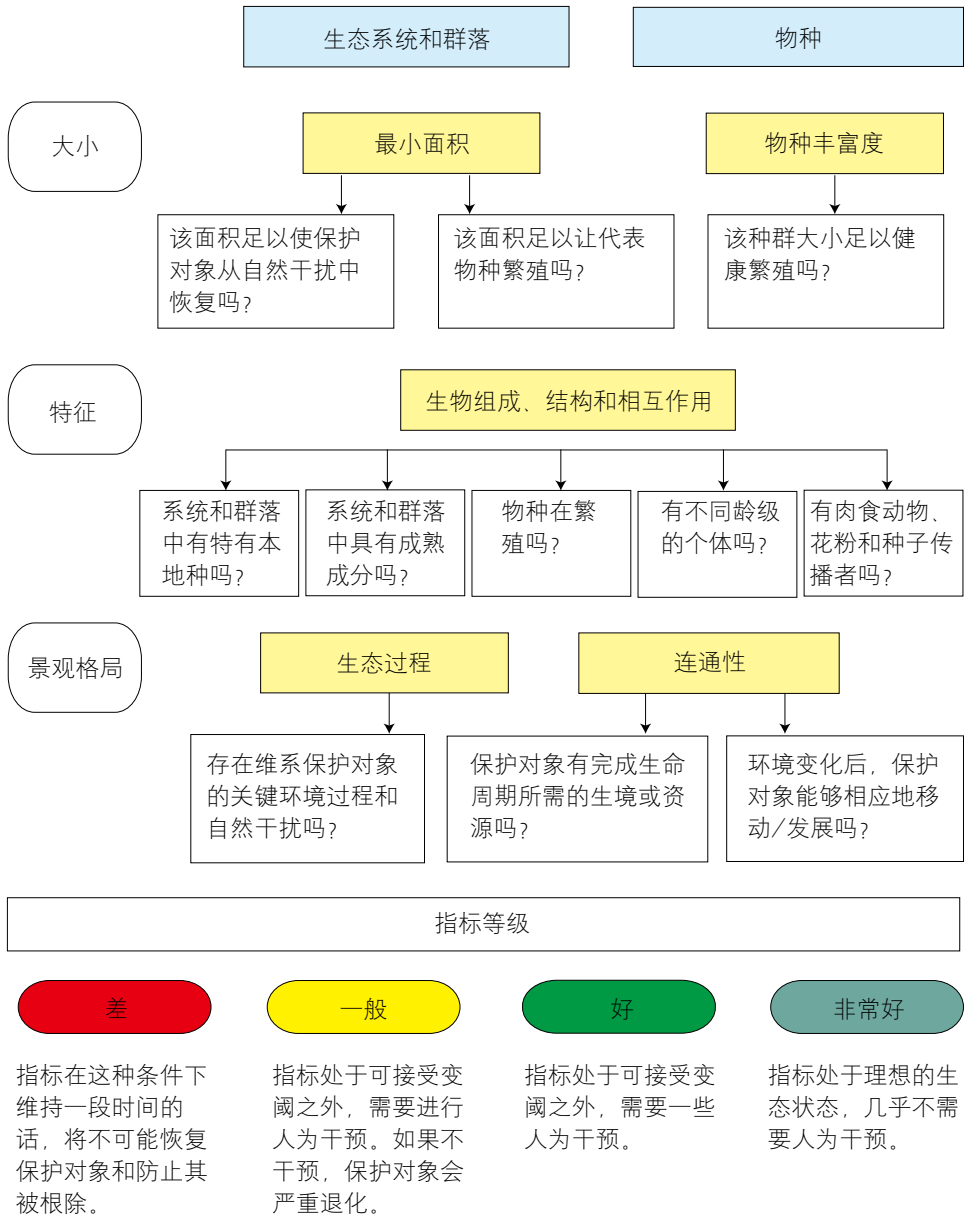 生态系统和群落
物种
大小
最小面积
物种丰富度
该面积足以使保护
对象从自然干扰中
恢复吗？
该面积足以让代表
物种繁殖吗？
该种群大小足以健
康繁殖吗？
特征
生物组成、结构和相互作用
系统和群落
中有特有本
地种吗？
系统和群落
中具有成熟
成分吗？
物种在繁
殖吗？
有不同龄级
的个体吗？
有肉食动物、
花粉和种子传
播者吗？
景观格局
生态过程
连通性
存在维系保护对象
的关键环境过程和
自然干扰吗？
保护对象有完成生命
周期所需的生境或资
源吗？
环境变化后，保护
对象能够相应地移
动/发展吗？
指标等级
差
一般
好
非常好
指标在这种条件下
维持一段时间的
话，将不可能恢复
保护对象和防止其
被根除。
指标处于可接受变
阈之外，需要进行
人为干预。如果不
干预，保护对象会
严重退化。
指标处于可接受变
阈之外，需要一些
人为干预。
指标处于理想的生
态状态，几乎不需
要人为干预。